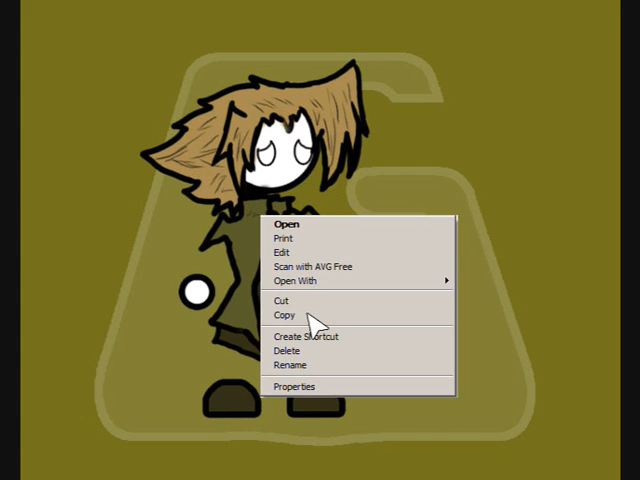 Open
Print
Edit
Scan with AVG Free
Open With
Cut
Copy
Create Shortcut
Delete
Rename
Properties